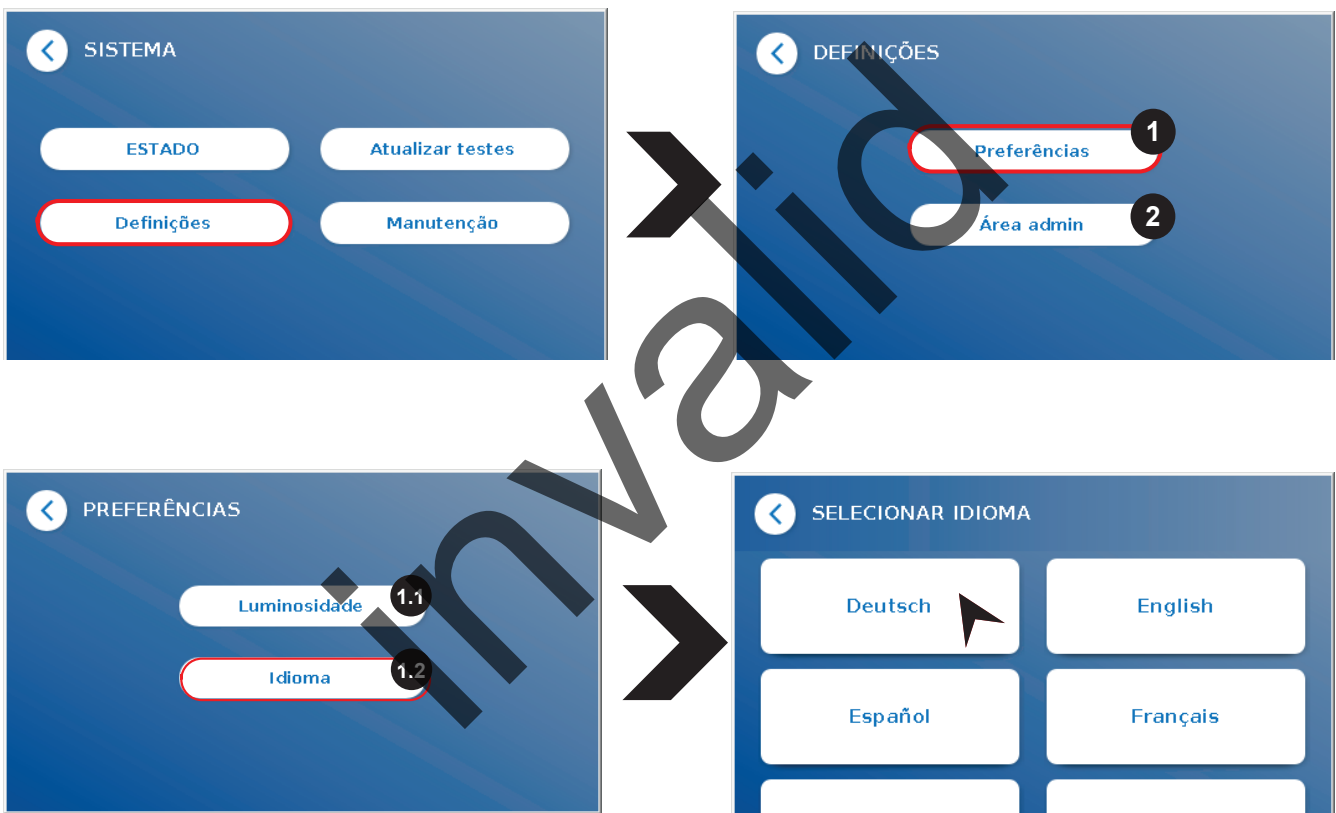 SISTEMA
ESTADO
Atualizar testes
Definições
Manutenção
DEFINIÇÕES
Preferências
1
Área admin
2
PREFERÊNCIAS
Luminosidade
1.1
Idioma
1.2
SELECIONAR IDIOMA
Deutsch
English
Español
Français
invalid